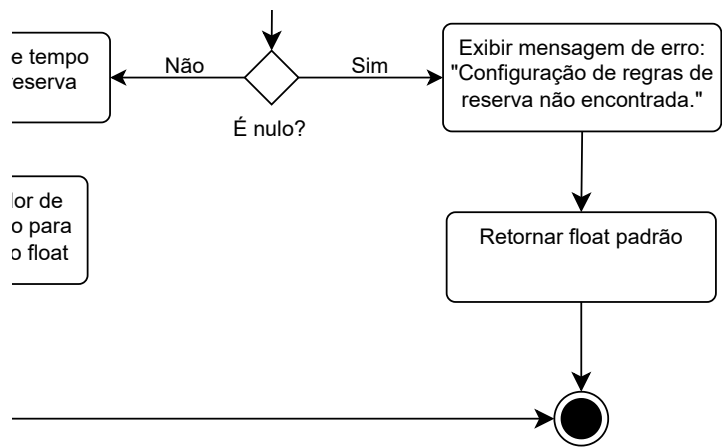 e tempo
eserva
Não
Sim
É nulo?
Exibir mensagem de erro:
"Configuração de regras de
reserva não encontrada."
lor de
o para
o float
Retornar float padrão